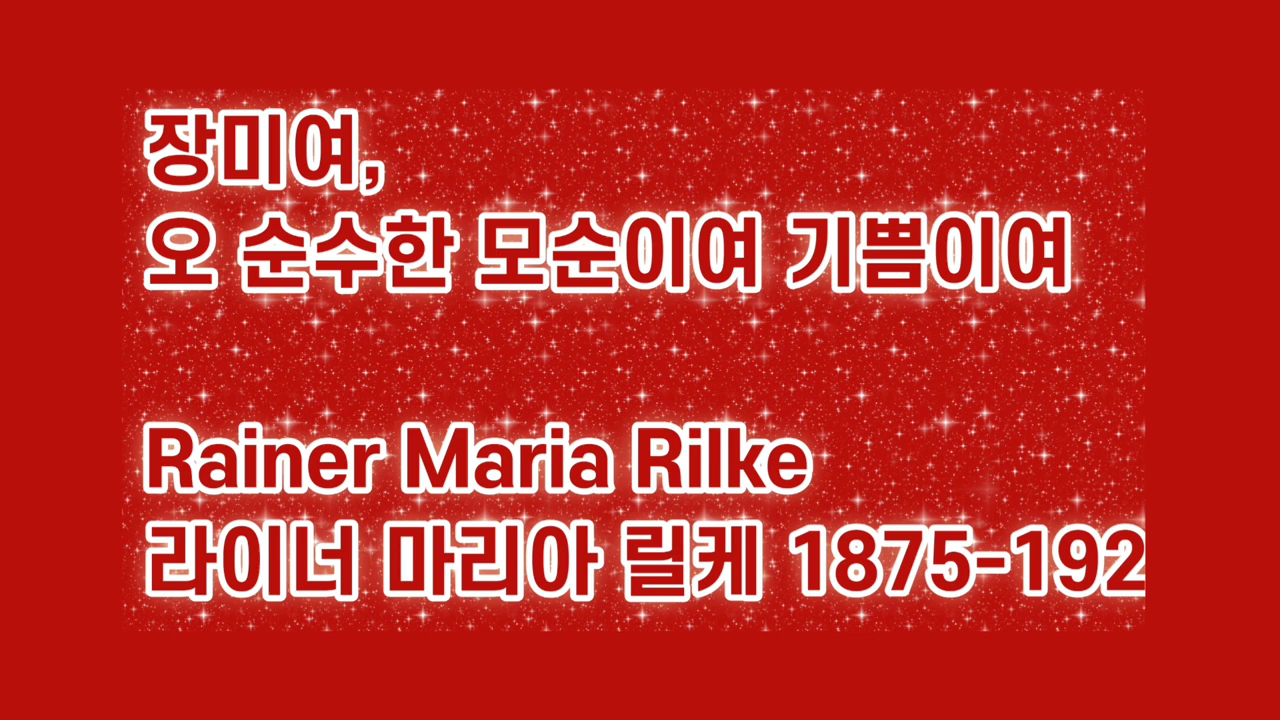 장미여,
오 순수한 모순이여 기쁨이여
Rainer Maria Rilke
라이너 마리아 릴케 1875-192